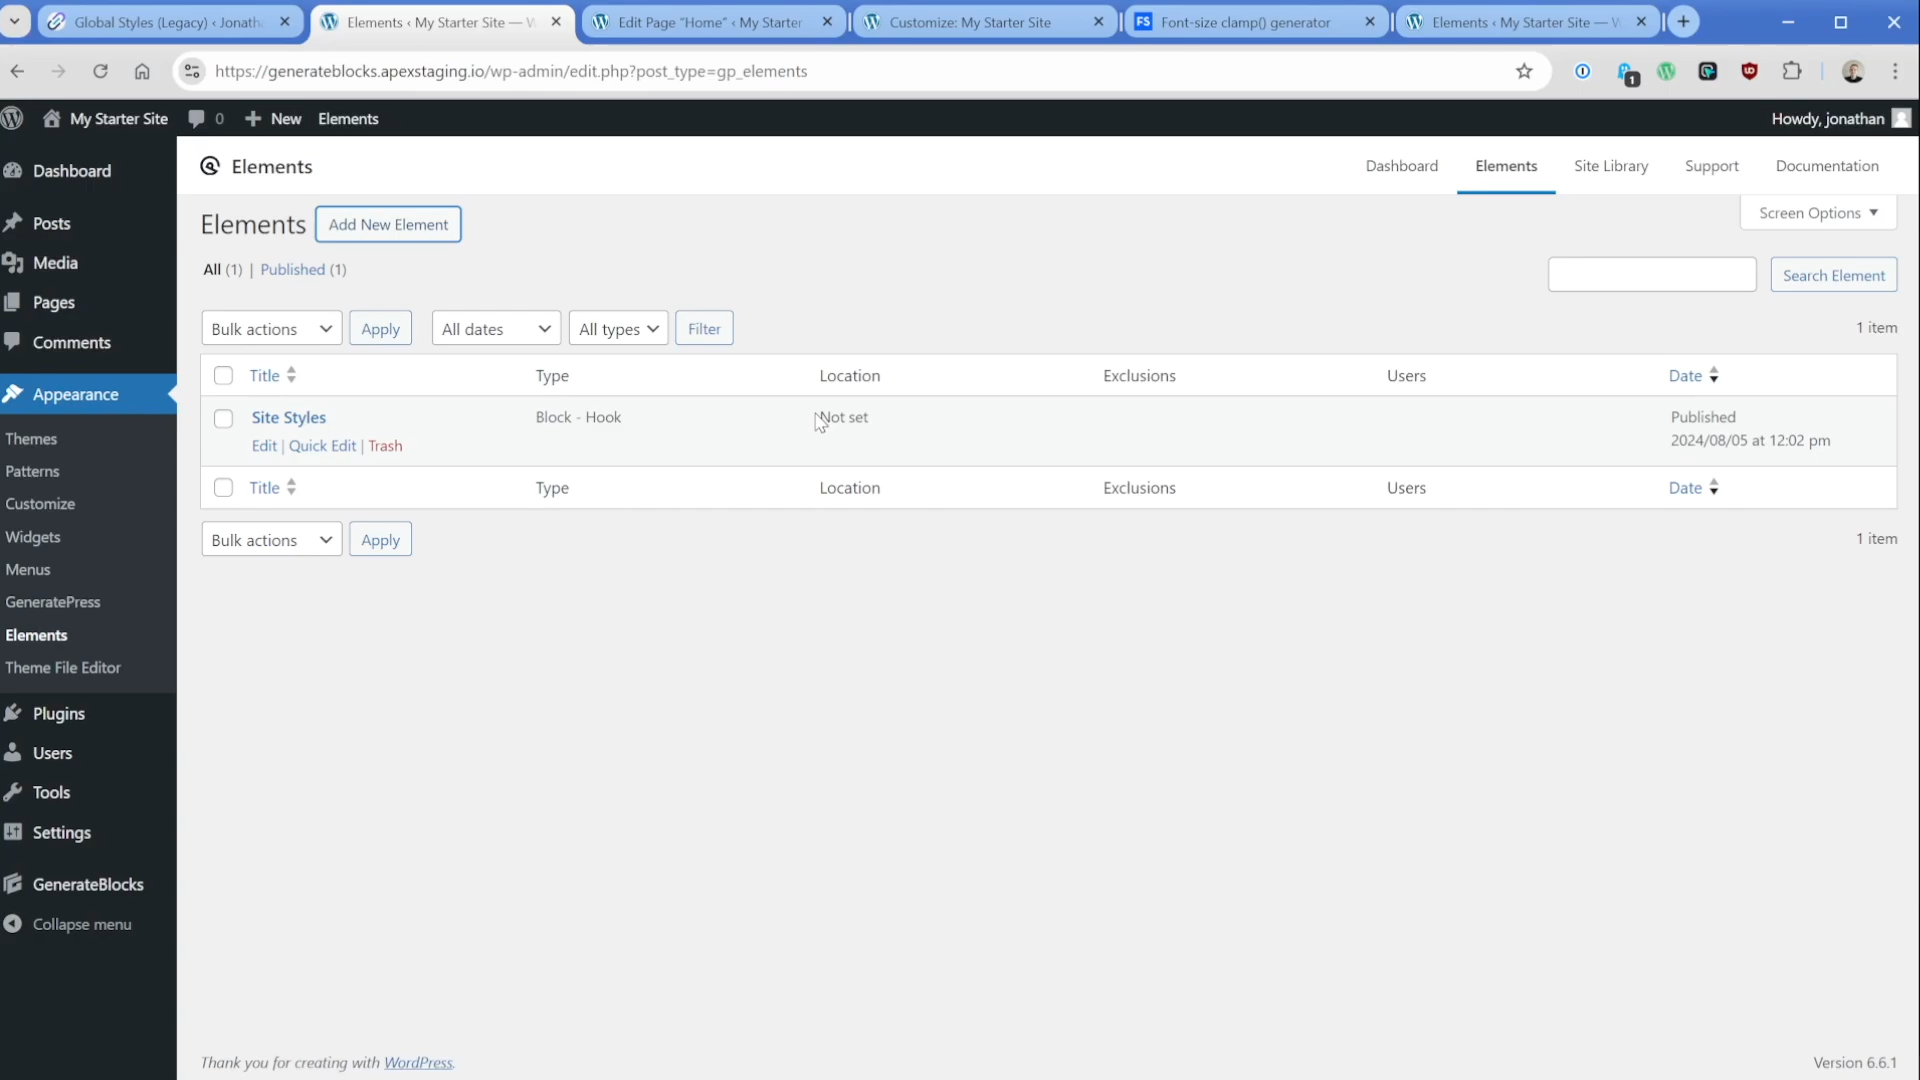 Global Styles (Legacy) ‹ Jonath
Elements ‹ My Starter Site — W
Edit Page "Home" ‹ My Starter
Customize: My Starter Site
FS Font-size clamp() generator
Elements ‹ My Starter Site — W
https://generateblocks.apexstaging.io/wp-admin/edit.php?post_type=gp_elements
1
My Starter Site
0
New
Elements
Howdy, jonathan
Dashboard
Posts
Media
Pages
Comments
Appearance
Themes
Patterns
Customize
Widgets
Menus
GeneratePress
Elements
Theme File Editor
Plugins
Users
Tools
Settings
GenerateBlocks
Collapse menu
Elements
Dashboard
Elements
Site Library
Support
Documentation
Elements
Add New Element
Screen Options
All (1) | Published (1)
Search Element
Bulk actions
Apply
All dates
All types
Filter
1 item
Title
Type
Location
Exclusions
Users
Date
Site Styles
Block - Hook
Not set
Published
2024/08/05 at 12:02 pm
Edit | Quick Edit | Trash
Title
Type
Location
Exclusions
Users
Date
Bulk actions
Apply
1 item
Thank you for creating with WordPress.
Version 6.6.1